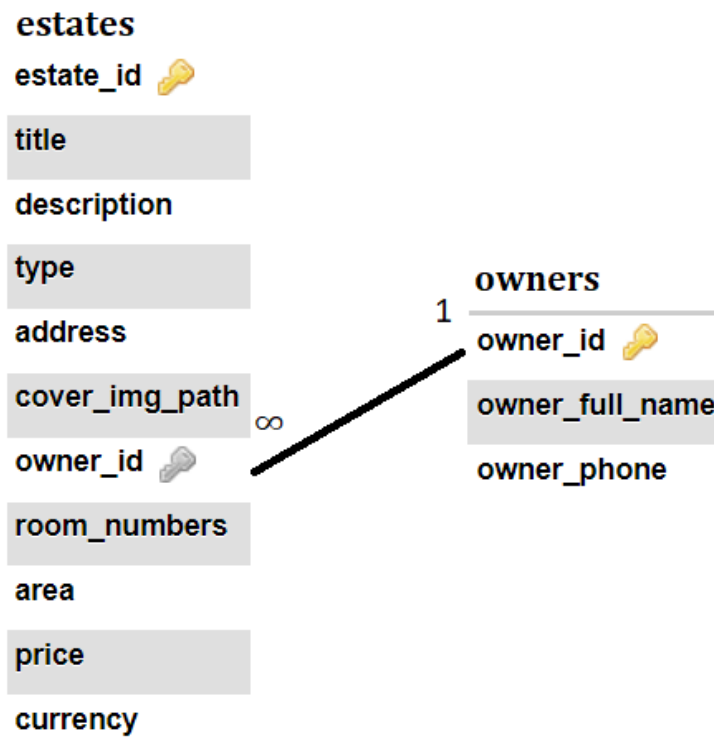 estates
estate_id
title
description
type
address
cover_img_path
∞
owner_id
room_numbers
area
price
currency
owners
1
owner_id
owner_full_name
owner_phone